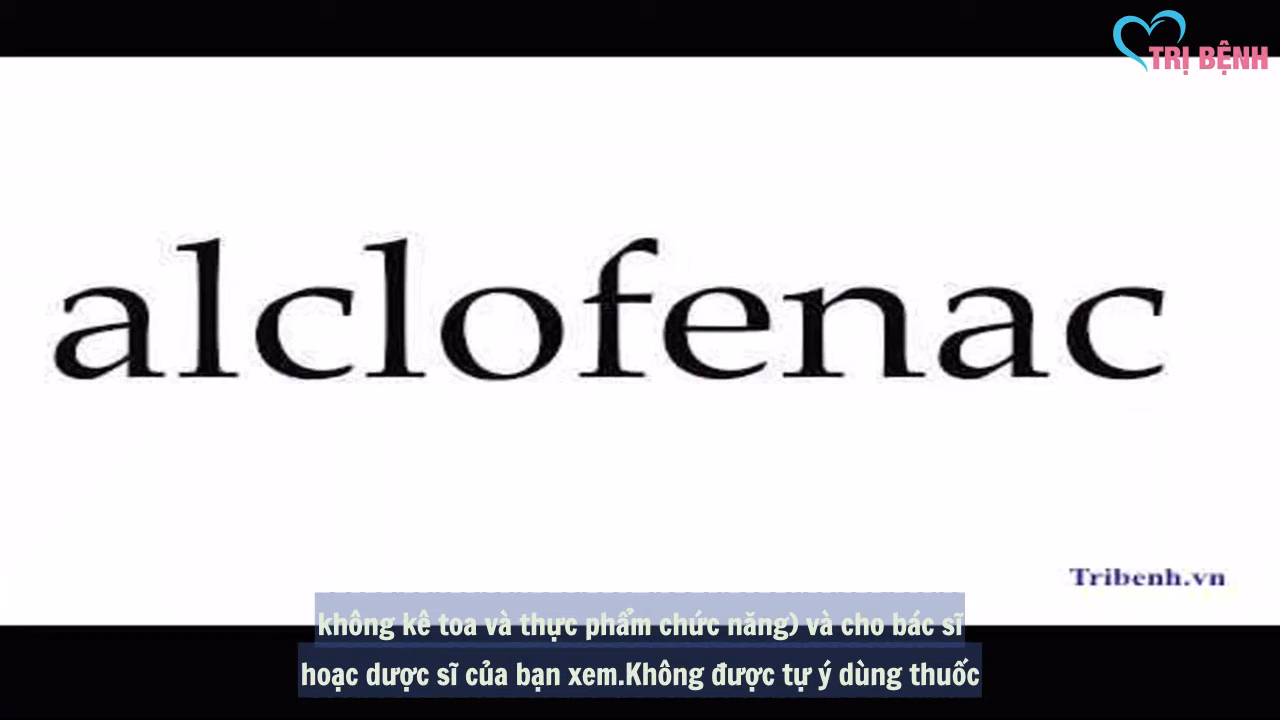 TRỊ BỆNH
alclofenac
Tribenh.vn
không kê toa và thực phẩm chức năng) và cho bác sĩ
hoạc dược sĩ của bạn xem.Không được tự ý dùng thuốc